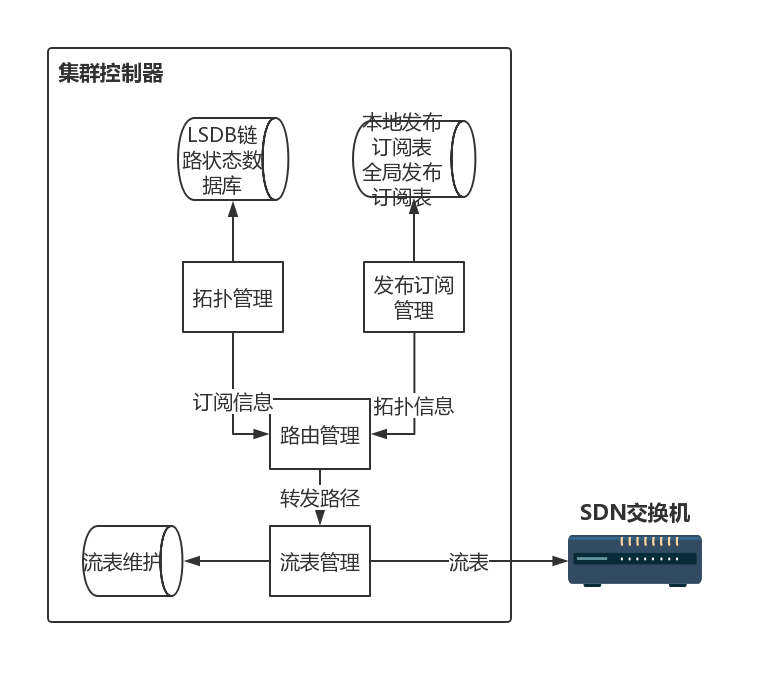 集群控制器
LSDB链
路状态数
据库
本地发布
订阅表
全局发布
订阅表
拓扑管理
发布订阅
管理
订阅信息
拓扑信息
路由管理
转发路径
SDN交换机
流表维护
流表管理
流表